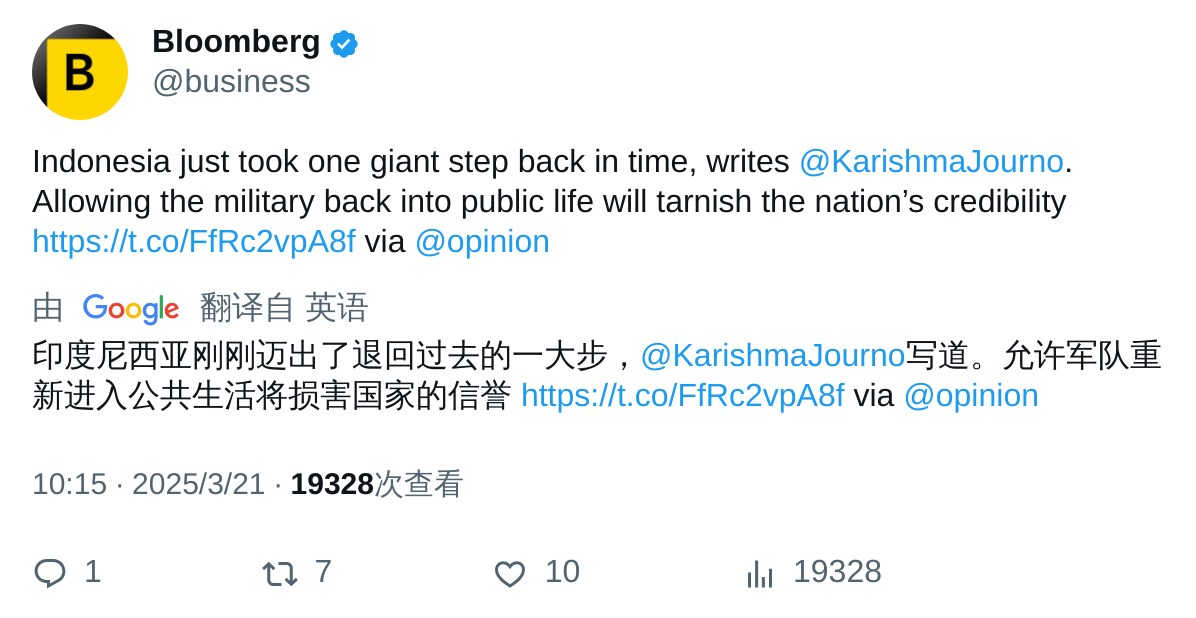 B
Bloomberg
@business
Indonesia just took one giant step back in time, writes @KarishmaJourno.
Allowing the military back into public life will tarnish the nation’s credibility
https://t.co/FfRc2vpA8f via @opinion
由 Google 翻译自 英语
印度尼西亚刚刚迈出了退回过去的一大步，@KarishmaJourno写道。允许军队重
新进入公共生活将损害国家的信誉 https://t.co/FfRc2vpA8f via @opinion
10:15 · 2025/3/21 · 19328次查看
1 7 10 19328